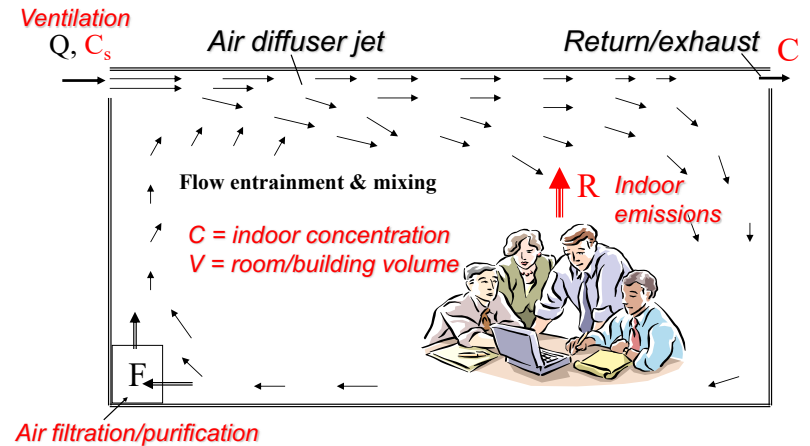 Ventilation
Q, Cs
Air diffuser jet
Return/exhaust
C
Flow entrainment & mixing
R
Indoor
emissions
C = indoor concentration
V = room/building volume
F
Air filtration/purification